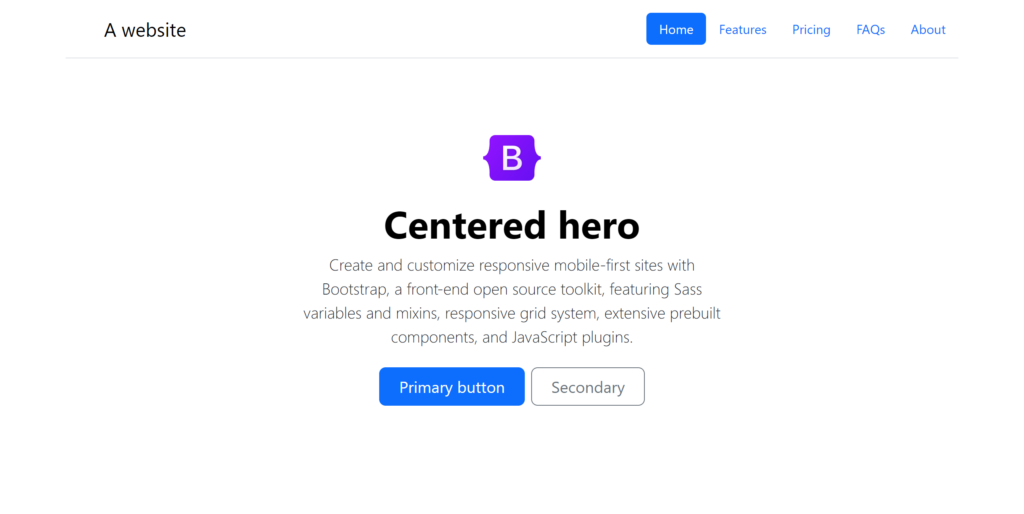 A website
Home Features Pricing FAQs About
B
Centered hero
Create and customize responsive mobile-first sites with
Bootstrap, a front-end open source toolkit, featuring Sass
variables and mixins, responsive grid system, extensive prebuilt
components, and JavaScript plugins.
Primary button Secondary